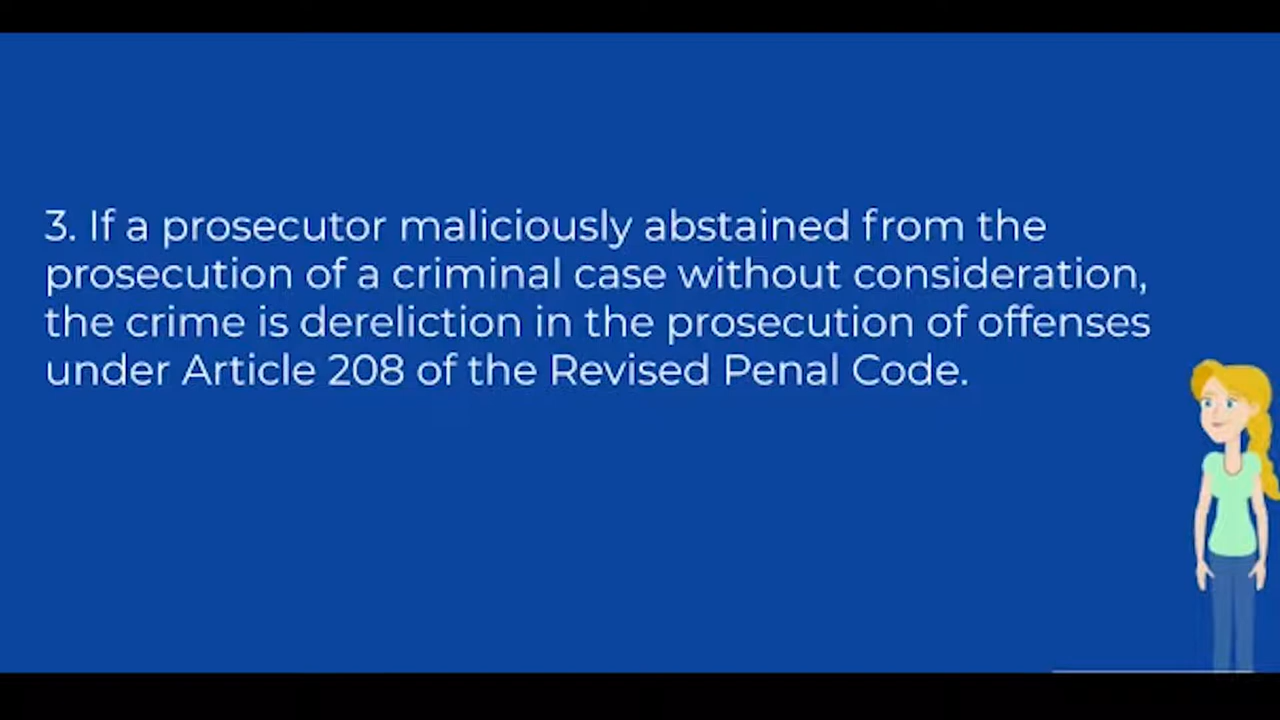 3. If a prosecutor maliciously abstained from the
prosecution of a criminal case without consideration,
the crime is dereliction in the prosecution of offenses
under Article 208 of the Revised Penal Code.